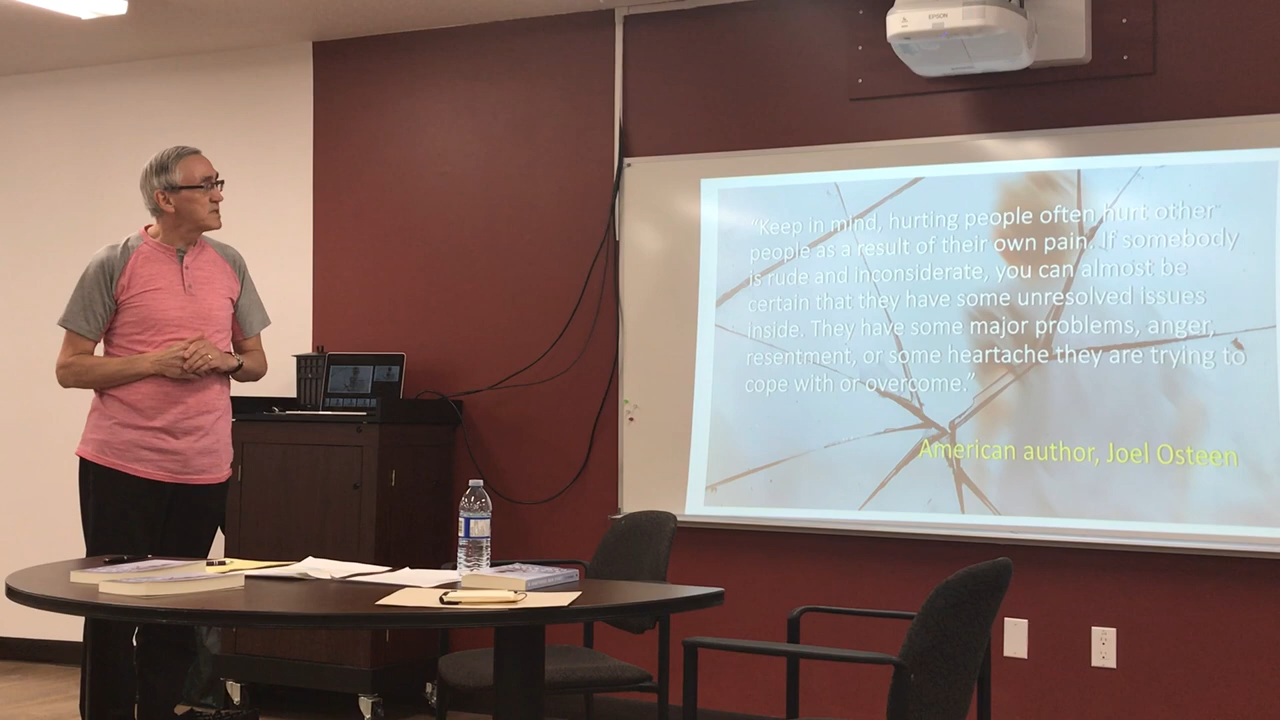 EPSON
“Keep in mind, hurting people often hurt other
people as a result of their own pain. If somebody
is rude and inconsiderate, you can almost be
certain that they have some unresolved issues
inside. They have some major problems, anger,
resentment, or some heartache they are trying to
cope with or overcome.”
American author, Joel Osteen